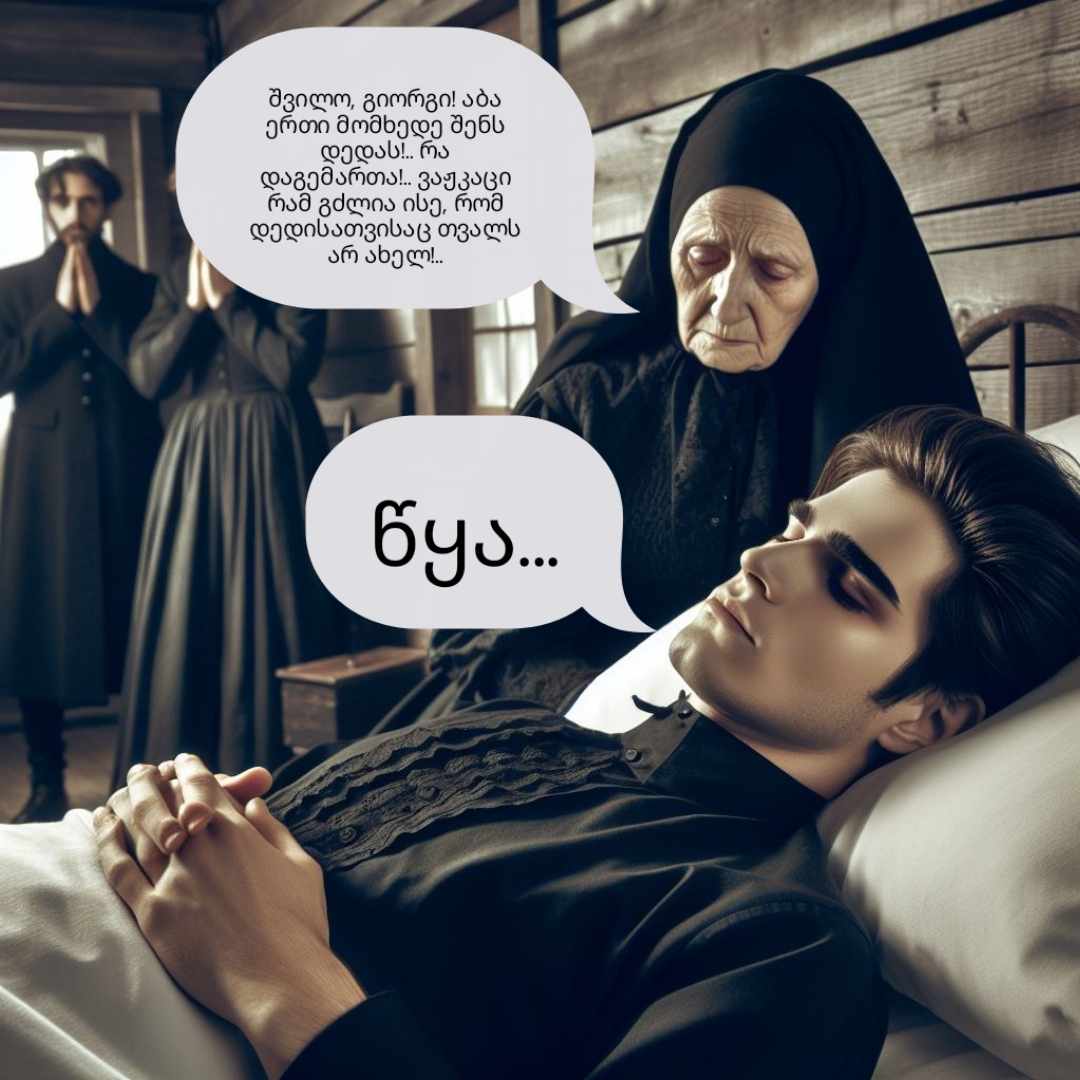 შვილო, გიორგი! აბა
ერთი მომხედე შენს
დედას!.. რა
დაგემართა!.. ვაჟკაცი
რამ გძლია ისე, რომ
დედისათვისაც თვალს
არ ახელ!..
წყა...